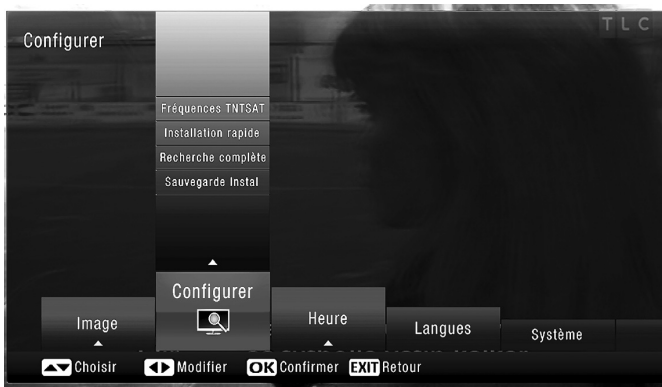 TLC
Configurer
Fréquences TNTSAT
Installation rapide
Recherche complète
Sauvegarde Instal
Configurer
Image
Heure
Langues
Système
Choisir
Modifier
OK Confirmer
EXIT Retour